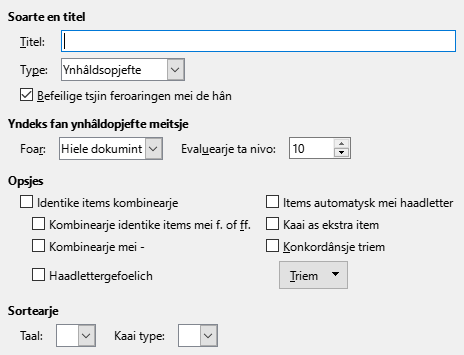 Soarte en titel
Titel:
Type: Ynhâldsopjefte
Befeilige tsjin feroaringen mei de hân
Yndeks fan ynhâldopjefte meitsje
Foar: Hiele dokumint Evaluearje ta nivo: 10
Opsjes
Identike items kombinearje Items automatysk mei haadletter
Kombinearje identike items mei f. of ff. Kaai as ekstra item
Kombinearje mei - Konkordânsje triem
Haadlettergefoelich Triem
Sortearje
Taal: Kaai type: